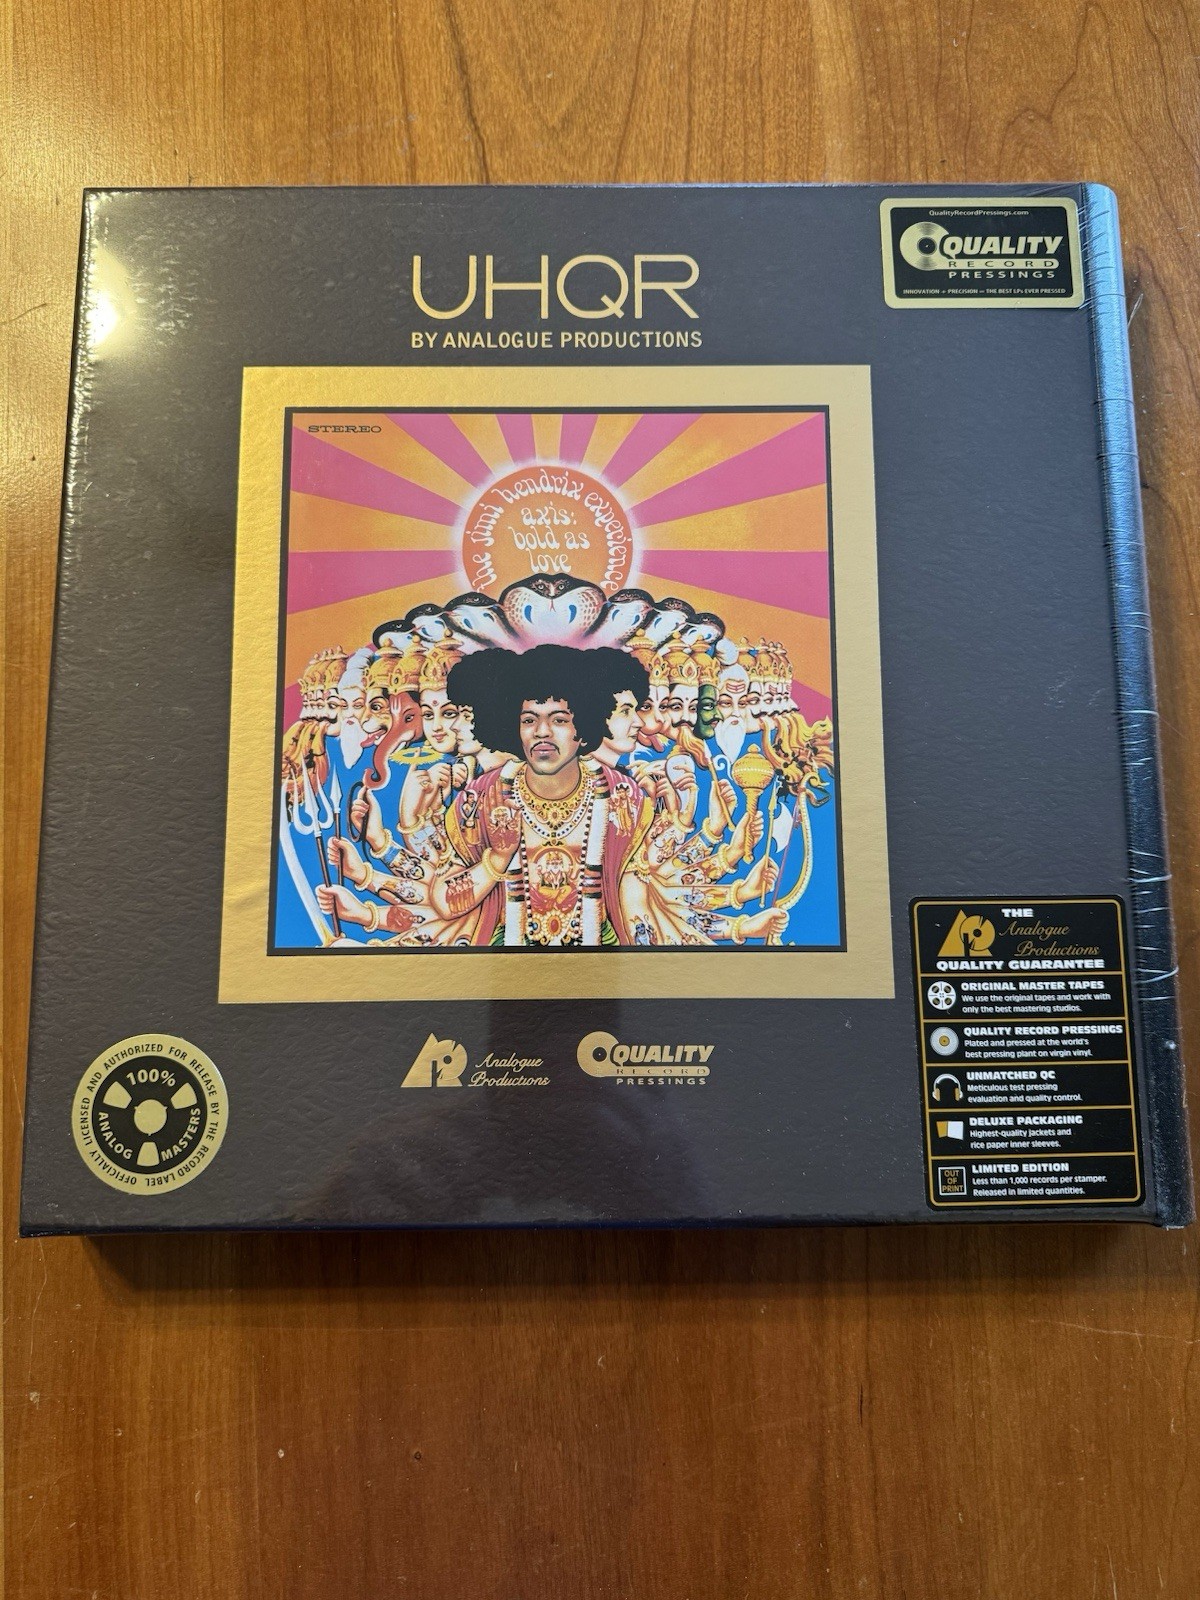 QualityRecordPressings.com
QUALITY
RECORD
PRESSINGS
INNOVATION + PRECISION = THE BEST LPs EVER PRESSED
UHQR
BY ANALOGUE PRODUCTIONS
STEREO
the jimi hendrix experience
axis:
bold as
love
THE
Analogue
Productions
QUALITY GUARANTEE
ORIGINAL MASTER TAPES
We use the original tapes and work with
only the best mastering studios.
QUALITY RECORD PRESSINGS
Plated and pressed at the world's
best pressing plant on virgin vinyl.
UNMATCHED QC
Meticulous test pressing
evaluation and quality control.
DELUXE PACKAGING
Highest-quality jackets and
rice paper inner sleeves.
OUT
OF
PRINT
LIMITED EDITION
Less than 1,000 records per stamper.
Released in limited quantities.
Analogue
Productions
QUALITY
RECORD
PRESSINGS
OFFICIALLY LICENSED AND AUTHORIZED FOR RELEASE BY THE RECORD LABEL
100%
ANALOG
MASTERS